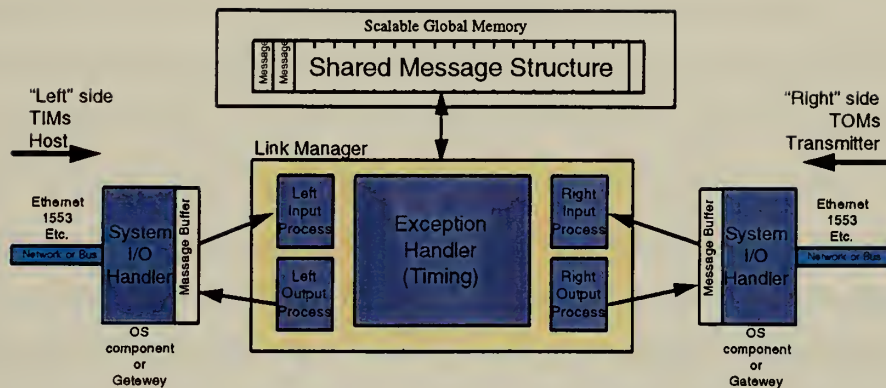 Scalable Global Memory
Message
Message
Shared Message Structure
"Left" side
TIMs
Host
"Right" side
TOMs
Transmitter
Link Manager
Ethernet
1553
Etc.
Network or Bus
System
I/O
Handler
Massage Buffer
OS
component
or
Getewey
Left
Input
Process
Left
Output
Process
Exception
Handler
(Timing)
Right
Input
Process
Right
Output
Process
Message Buffer
System
I/O
Handler
OS
component
or
Gatewey
Ethernet
1553
Etc.
Network or Bus